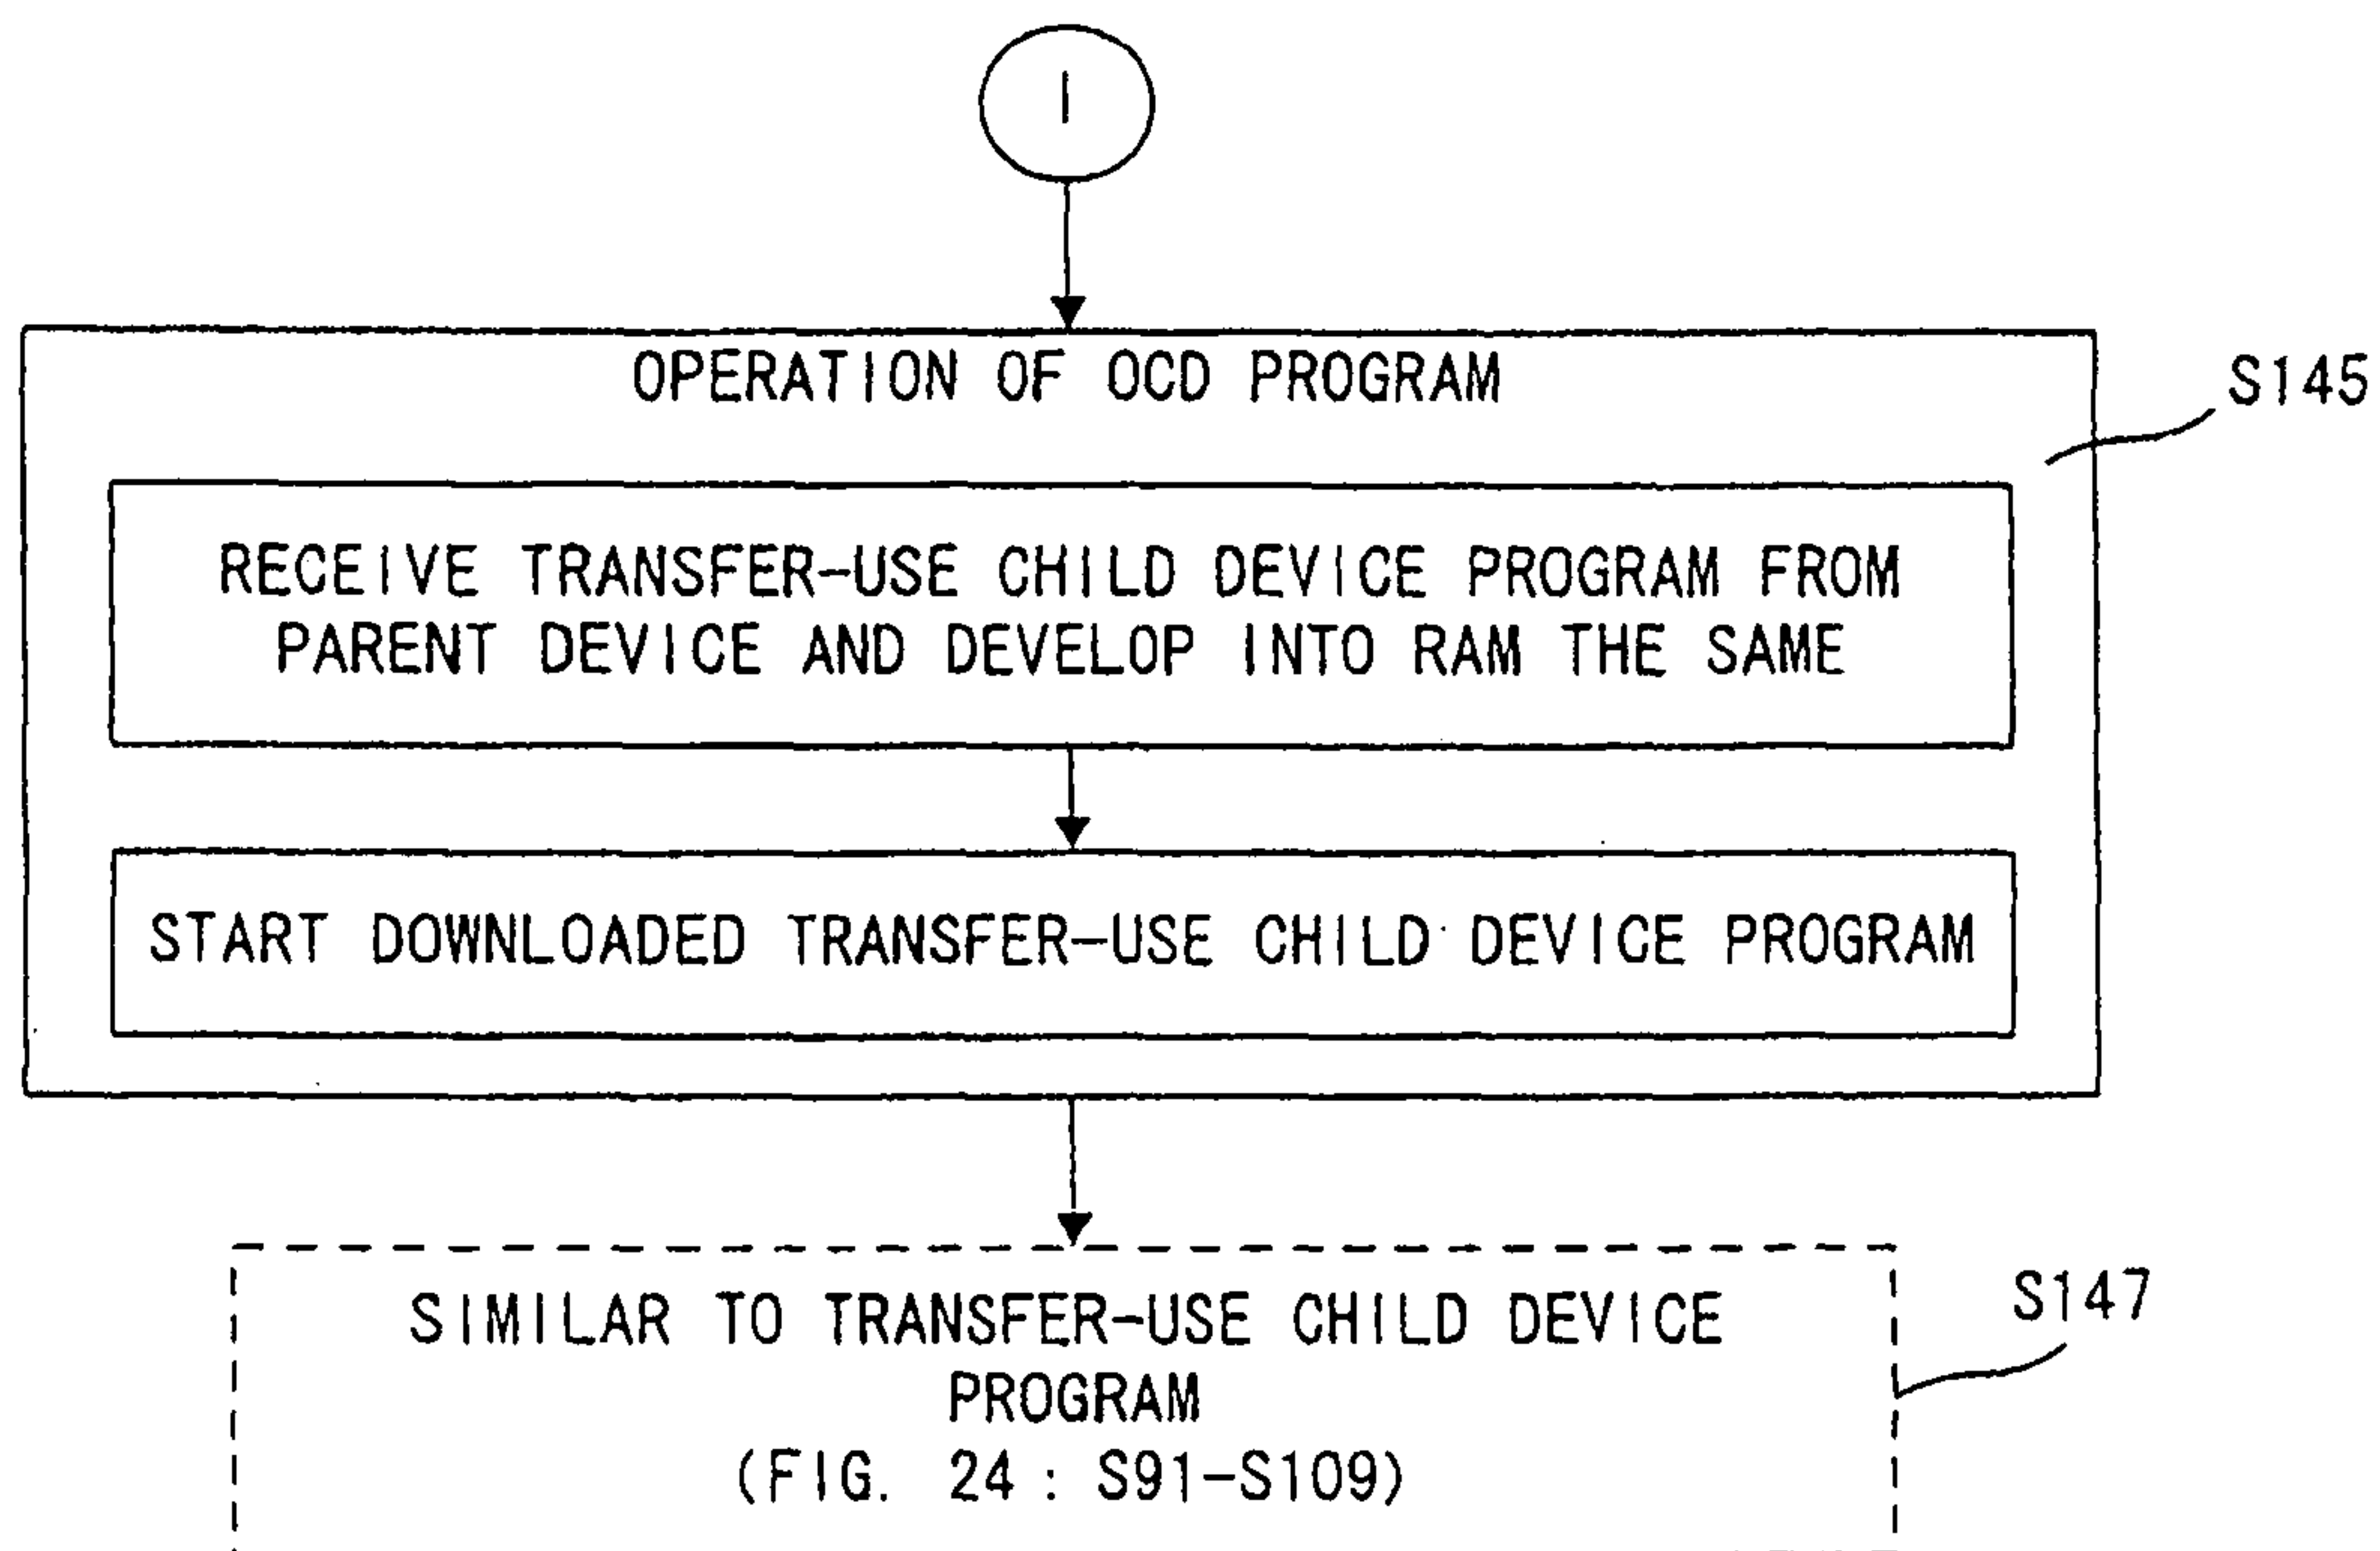 I
OPERATION OF OCD PROGRAM
S145
RECEIVE TRANSFER-USE CHILD DEVICE PROGRAM FROM
PARENT DEVICE AND DEVELOP INTO RAM THE SAME
START DOWNLOADED TRANSFER-USE CHILD DEVICE PROGRAM
S147
SIMILAR TO TRANSFER-USE CHILD DEVICE
PROGRAM
(FIG. 24 : S91-S109)